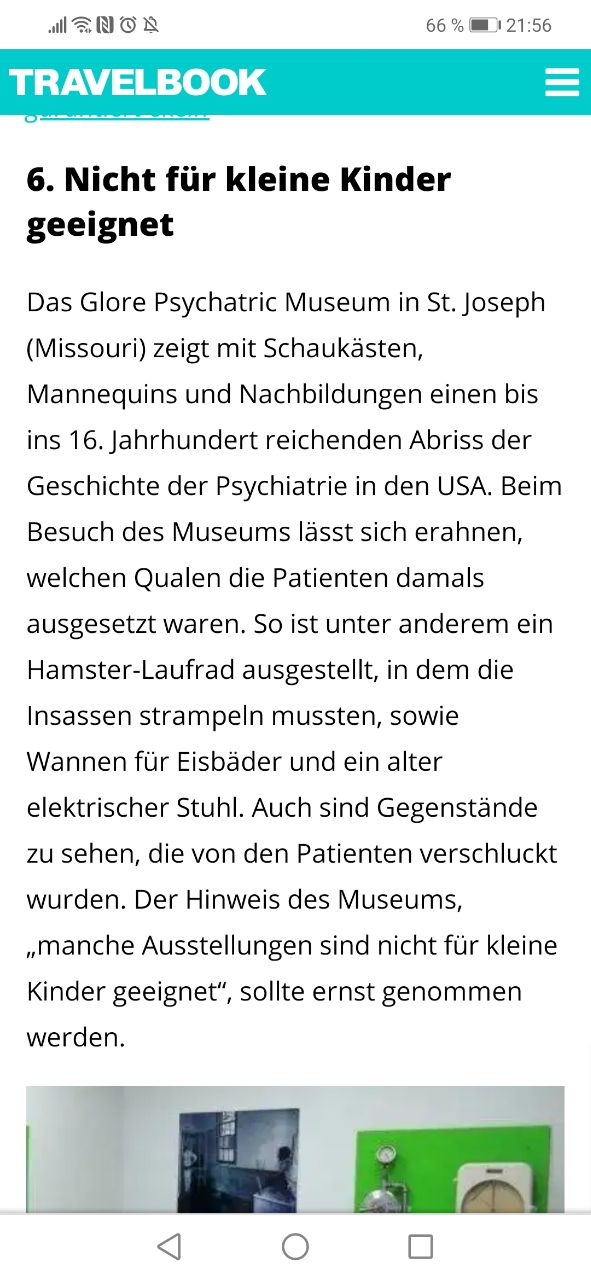 66 % 21:56
TRAVELBOOK
6. Nicht für kleine Kinder
geeignet
Das Glore Psychatric Museum in St. Joseph
(Missouri) zeigt mit Schaukästen,
Mannequins und Nachbildungen einen bis
ins 16. Jahrhundert reichenden Abriss der
Geschichte der Psychiatrie in den USA. Beim
Besuch des Museums lässt sich erahnen,
welchen Qualen die Patienten damals
ausgesetzt waren. So ist unter anderem ein
Hamster-Laufrad ausgestellt, in dem die
Insassen strampeln mussten, sowie
Wannen für Eisbäder und ein alter
elektrischer Stuhl. Auch sind Gegenstände
zu sehen, die von den Patienten verschluckt
wurden. Der Hinweis des Museums,
„manche Ausstellungen sind nicht für kleine
Kinder geeignet“, sollte ernst genommen
werden.